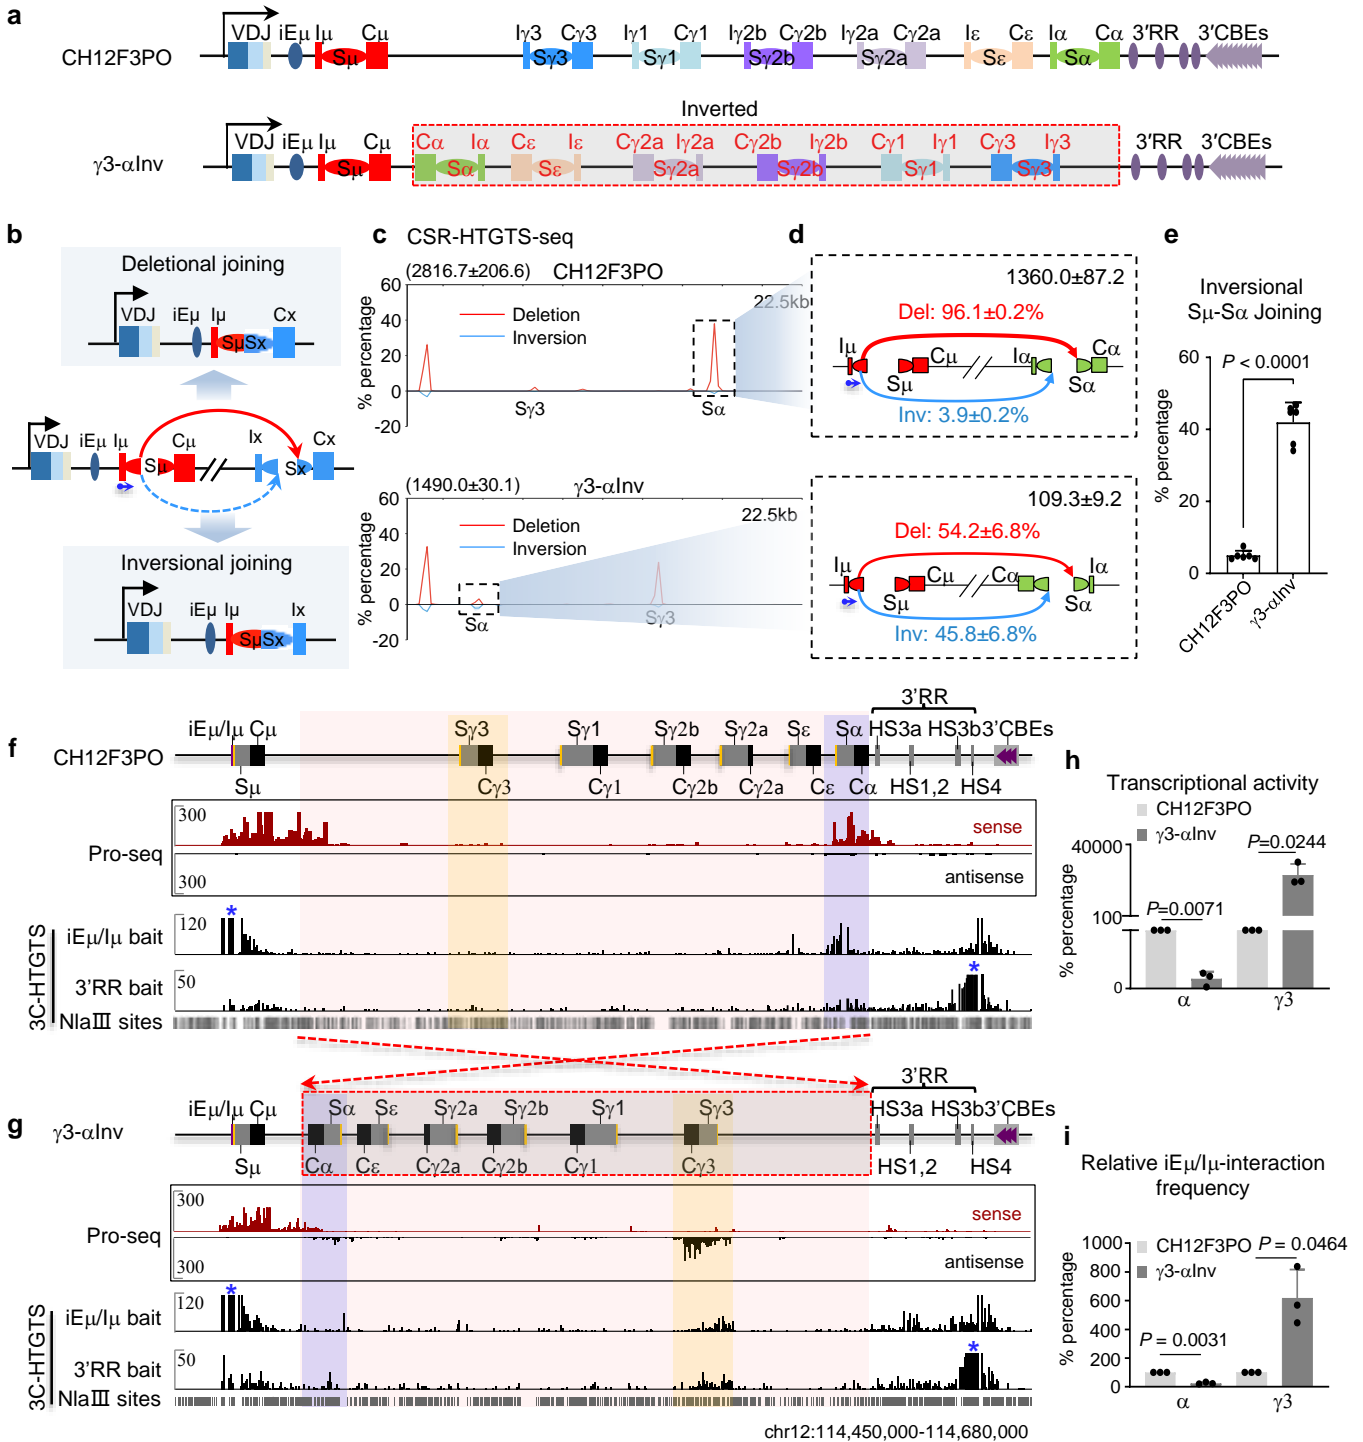 a
VDJ iEμ Iμ Cμ Iγ3 Cγ3 Iγ1 Cγ1 Iγ2b Cγ2b Iγ2a Cγ2a Iε Cε Iα Cα 3′RR 3′CBEs
CH12F3PO Sμ Sγ3 Sγ1 Sγ2b Sγ2a Sε Sα
Inverted
VDJ iEμ Iμ Cμ Cα Iα Cε Iε Cγ2a Iγ2a Cγ2b Iγ2b Cγ1 Iγ1 Cγ3 Iγ3 3′RR 3′CBEs
γ3-αInv Sμ Sα Sε Sγ2a Sγ2b Sγ1 Sγ3
b
Deletional joining
VDJ iEμ Iμ Cx
SμSx
VDJ iEμ Iμ Cμ Ix Cx
Sμ Sx
Inversional joining
VDJ iEμ Iμ Ix
SμSx
c CSR-HTGTS-seq
(2816.7±206.6) CH12F3PO
22.5kb
% percentage
60
40
20
0
-20
Deletion
Inversion
Sγ3 Sα
(1490.0±30.1) γ3-αInv
22.5kb
% percentage
60
40
20
0
-20
Deletion
Inversion
Sα Sγ3
d
1360.0±87.2
Del: 96.1±0.2%
Iμ Cμ Iα Cα
Sμ Sα
Inv: 3.9±0.2%
109.3±9.2
Del: 54.2±6.8%
Iμ Cμ Cα Iα
Sμ Sα
Inv: 45.8±6.8%
e
Inversional
Sμ-Sα Joining
P < 0.0001
% percentage
60
40
20
0
CH12F3PO
γ3-αInv
f
3′RR
iEμ/Iμ Cμ Sγ3 Sγ1 Sγ2b Sγ2a Sε Sα HS3a HS3b 3′CBEs
CH12F3PO
Sμ Cγ3 Cγ1 Cγ2b Cγ2a Cε Cα HS1,2 HS4
300
sense
Pro-seq
300
antisense
3C-HTGTS
*
iEμ/Iμ bait 120
*
3′RR bait 50
NlaIII sites
g
3′RR
iEμ/Iμ Cμ Sα Sε Sγ2a Sγ2b Sγ1 Sγ3 HS3a HS3b 3′CBEs
γ3-αInv
Sμ Cα Cε Cγ2a Cγ2b Cγ1 Cγ3 HS1,2 HS4
300
sense
Pro-seq
300
antisense
3C-HTGTS
*
iEμ/Iμ bait 120
*
3′RR bait 50
NlaIII sites
chr12:114,450,000-114,680,000
h
Transcriptional activity
CH12F3PO
γ3-αInv
P=0.0244
P=0.0071
% percentage
40000
100
0
α γ3
i
Relative iEμ/Iμ-interaction
frequency
CH12F3PO
γ3-αInv
P = 0.0464
P = 0.0031
% percentage
1000
800
600
400
200
0
α γ3